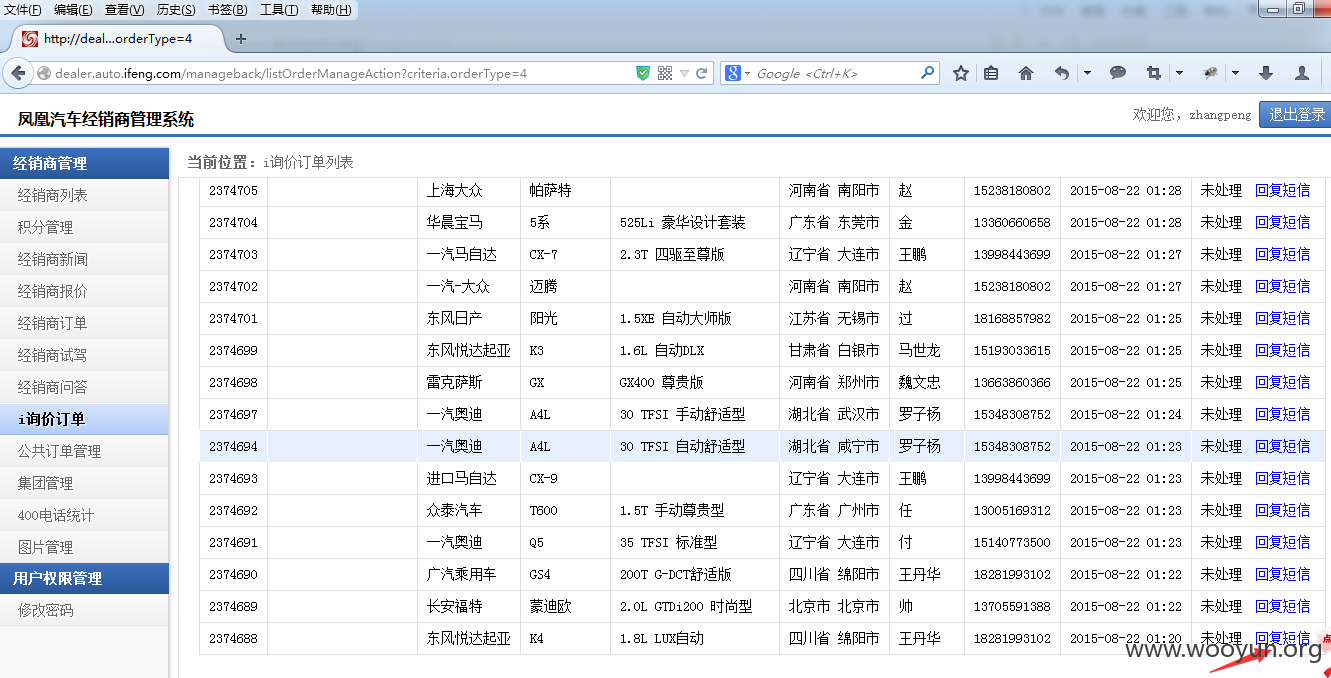 文件(F) 编辑(E) 查看(V) 历史(S) 书签(B) 工具(T) 帮助(H)
http://deal...orderType=4
dealer.auto.ifeng.com/manageback/listOrderManageAction?criteria.orderType=4
Google <Ctrl+K>
凤凰汽车经销商管理系统
欢迎您，zhangpeng 退出登录
经销商管理
经销商列表
积分管理
经销商新闻
经销商报价
经销商订单
经销商试驾
经销商问答
i询价订单
公共订单管理
集团管理
400电话统计
图片管理
用户权限管理
修改密码
当前位置：i询价订单列表
2374705 上海大众 帕萨特 河南省 南阳市 赵 15238180802 2015-08-22 01:28 未处理 回复短信
2374704 华晨宝马 5系 525Li 豪华设计套装 广东省 东莞市 金 13360660658 2015-08-22 01:28 未处理 回复短信
2374703 一汽马自达 CX-7 2.3T 四驱至尊版 辽宁省 大连市 王鹏 13998443699 2015-08-22 01:27 未处理 回复短信
2374702 一汽-大众 迈腾 河南省 南阳市 赵 15238180802 2015-08-22 01:27 未处理 回复短信
2374701 东风日产 阳光 1.5XE 自动大师版 江苏省 无锡市 过 18168857982 2015-08-22 01:25 未处理 回复短信
2374699 东风悦达起亚 K3 1.6L 自动DLX 甘肃省 白银市 马世龙 15193033615 2015-08-22 01:25 未处理 回复短信
2374698 雷克萨斯 GX GX400 尊贵版 河南省 郑州市 魏文忠 13663860366 2015-08-22 01:25 未处理 回复短信
2374697 一汽奥迪 A4L 30 TFSI 手动舒适型 湖北省 武汉市 罗子杨 15348308752 2015-08-22 01:24 未处理 回复短信
2374694 一汽奥迪 A4L 30 TFSI 自动舒适型 湖北省 咸宁市 罗子杨 15348308752 2015-08-22 01:23 未处理 回复短信
2374693 进口马自达 CX-9 辽宁省 大连市 王鹏 13998443699 2015-08-22 01:23 未处理 回复短信
2374692 众泰汽车 T600 1.5T 手动尊贵型 广东省 广州市 任 13005169312 2015-08-22 01:23 未处理 回复短信
2374691 一汽奥迪 Q5 35 TFSI 标准型 辽宁省 大连市 付 15140773500 2015-08-22 01:23 未处理 回复短信
2374690 广汽乘用车 GS4 200T G-DCT舒适版 四川省 绵阳市 王丹华 18281993102 2015-08-22 01:22 未处理 回复短信
2374689 长安福特 蒙迪欧 2.0L GTDi200 时尚型 北京市 北京市 帅 13705591388 2015-08-22 01:22 未处理 回复短信
2374688 东风悦达起亚 K4 1.8L LUX自动 四川省 绵阳市 王丹华 18281993102 2015-08-22 01:20 未处理 回复短信
www.wooyun.org